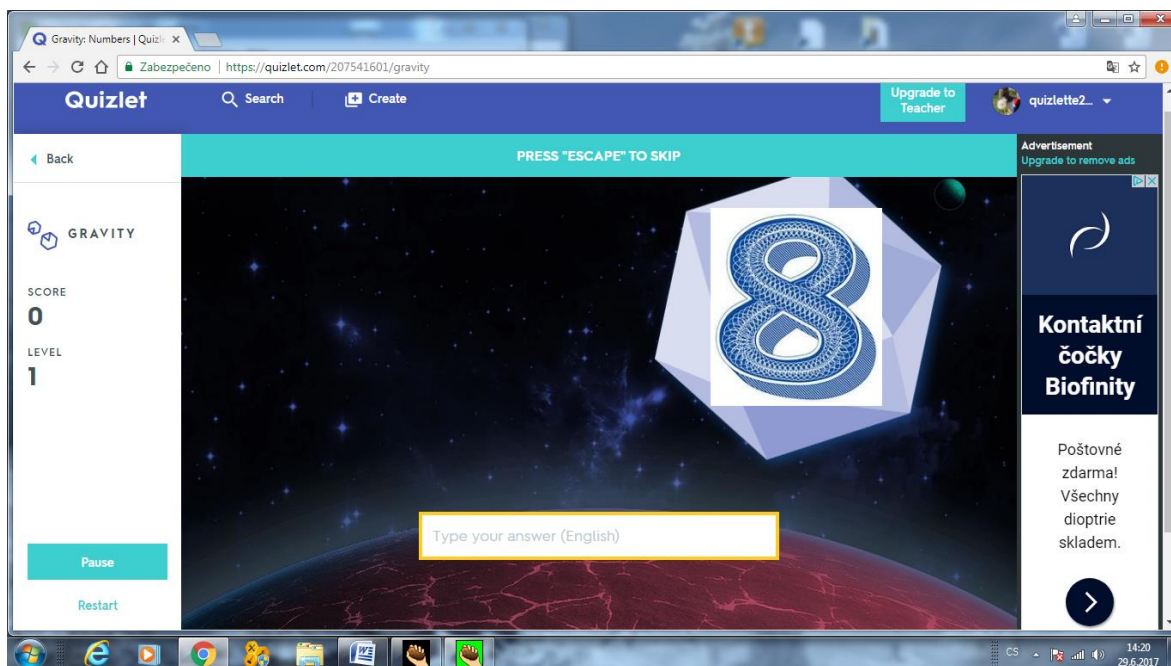 Gravity: Numbers | Quizle
Zabezpečeno | https://quizlet.com/207541601/gravity
Quizlet
Search
Create
Upgrade to
Teacher
quizlette2...
Back
PRESS "ESCAPE" TO SKIP
Advertisement
Upgrade to remove ads
GRAVITY
SCORE
0
LEVEL
1
8
Type your answer (English)
Pause
Restart
Kontaktní
čočky
Biofinity
Poštovné
zdarma!
Všechny
dioptrie
skladem.
CS
14:20
29.6.2017